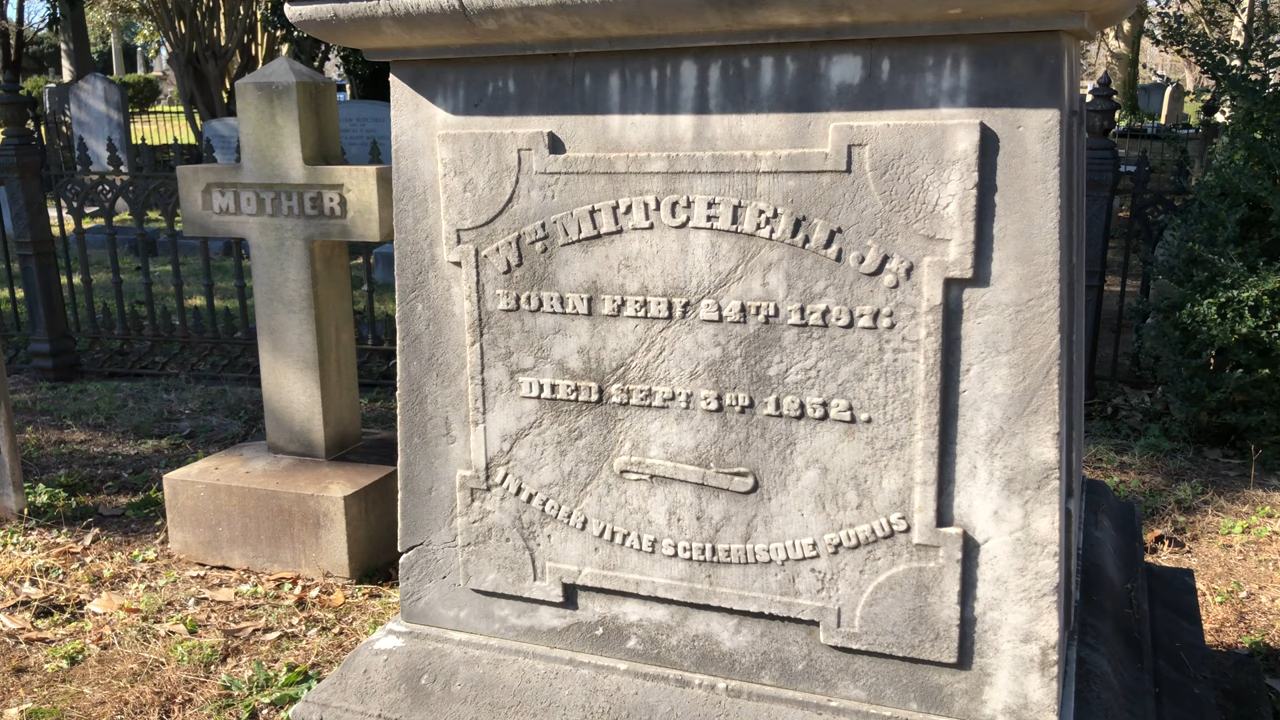 MOTHER
Wᵐ MITCHELL Jʳ.
BORN FEBʸ 24TH 1797:
DIED SEPT 3RD 1852.
INTEGER VITAE SCELERISQUE PURUS